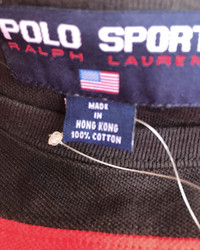 POLO SPORT
RALPH LAUREN
MADE
IN
HONG KONG
100% COTTON